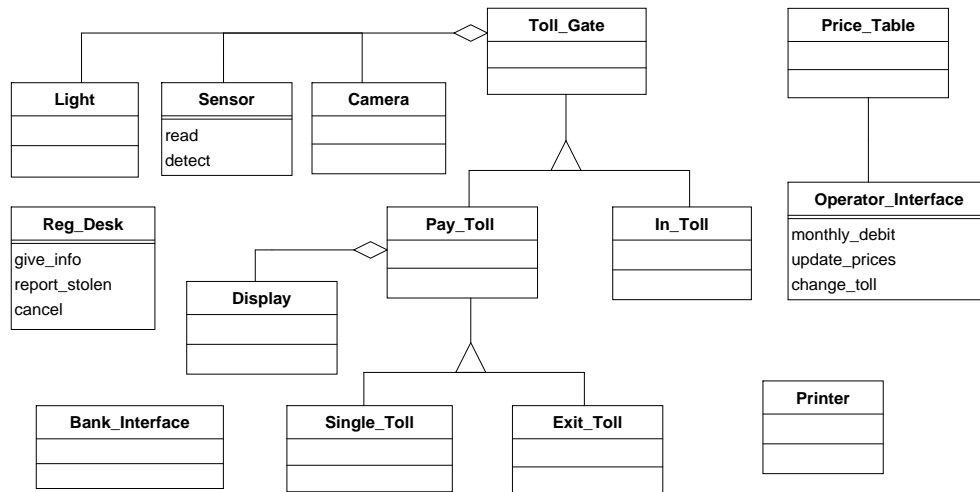 Toll_Gate
Price_Table
Light
Sensor
read
detect
Camera
Reg_Desk
give_info
report_stolen
cancel
Pay_Toll
In_Toll
Operator_Interface
monthly_debit
update_prices
change_toll
Display
Bank_Interface
Single_Toll
Exit_Toll
Printer